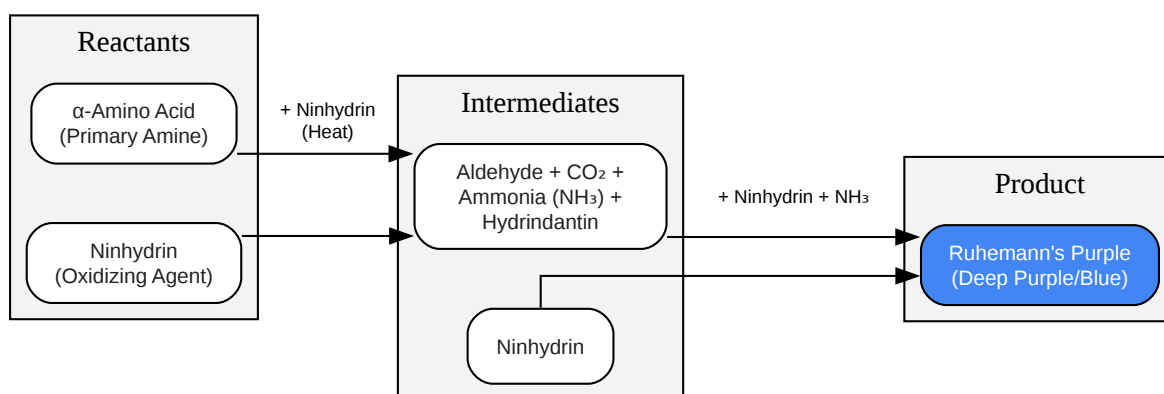 Reactants
α-Amino Acid
(Primary Amine)
Ninhydrin
(Oxidizing Agent)
+ Ninhydrin
(Heat)
Intermediates
Aldehyde + CO₂ +
Ammonia (NH₃) +
Hydrindantin
Ninhydrin
+ Ninhydrin + NH₃
Product
Ruhemann's Purple
(Deep Purple/Blue)